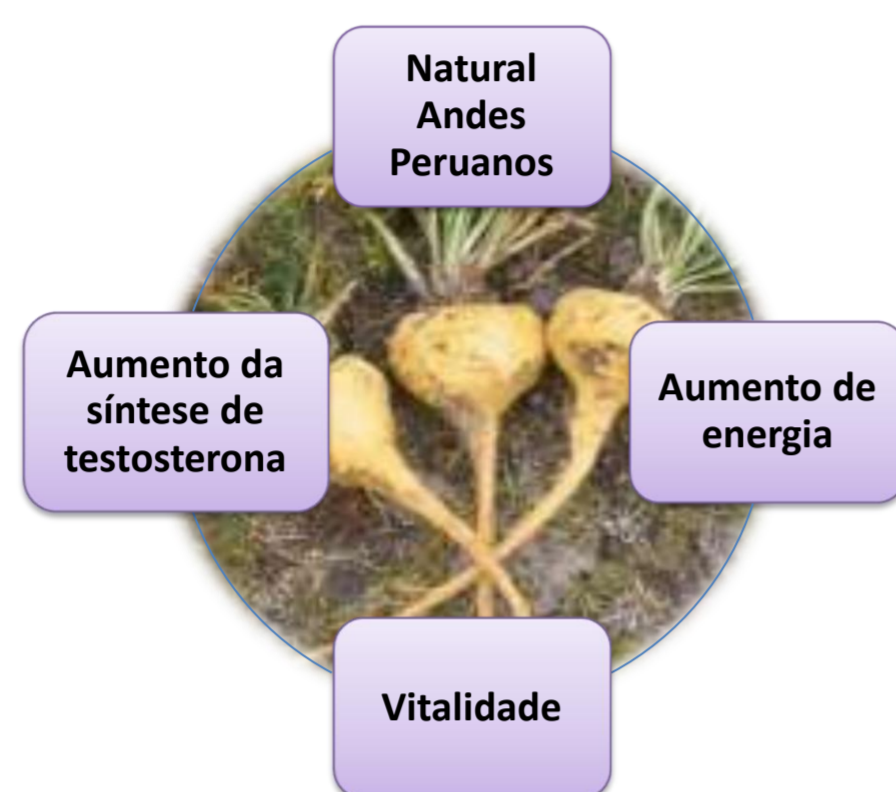 Natural
Andes
Peruanos
Aumento da
síntese de
testosterona
Aumento de
energia
Vitalidade